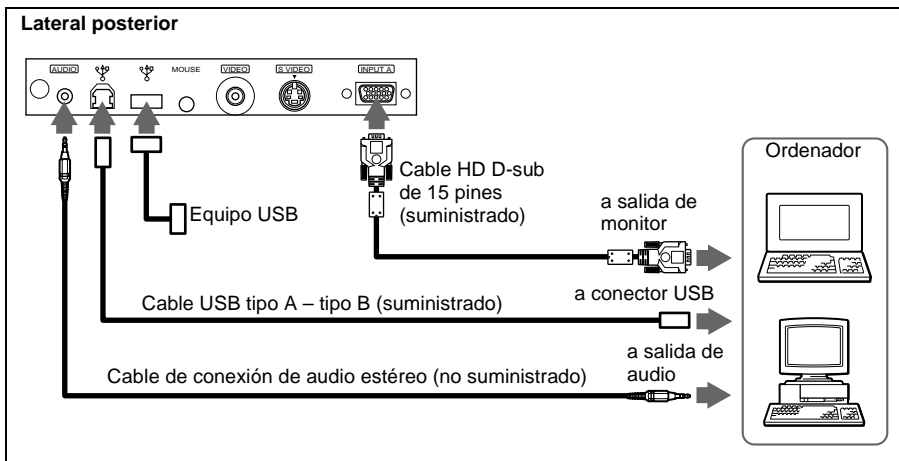 Lateral posterior
AUDIO
MOUSE
VIDEO
S VIDEO
INPUT A
Ordenador
Cable HD D-sub
de 15 pines
(suministrado)
a salida de
monitor
Equipo USB
Cable USB tipo A – tipo B (suministrado)
a conector USB
a salida de
audio
Cable de conexión de audio estéreo (no suministrado)